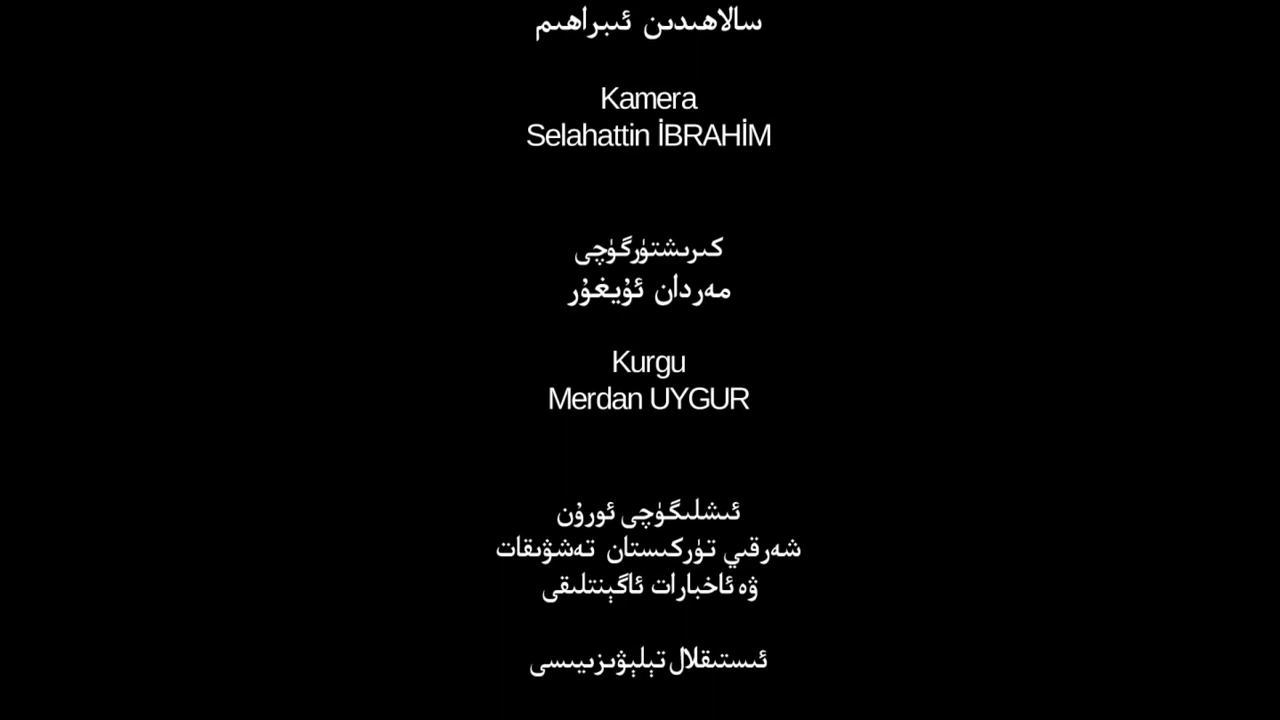 سالاھىدىن ئىبراھىم
Kamera
Selahattin İBRAHİM
كىرىشتۈرگۈچى
مەردان ئۇيغۇر
Kurgu
Merdan UYGUR
ئىشلىگۈچى ئورۇن
شەرقىي تۈركىستان تەشۋىقات
ۋە ئاخبارات ئاگېنتلىقى
ئىستىقلال تېلېۋىزىيىسى